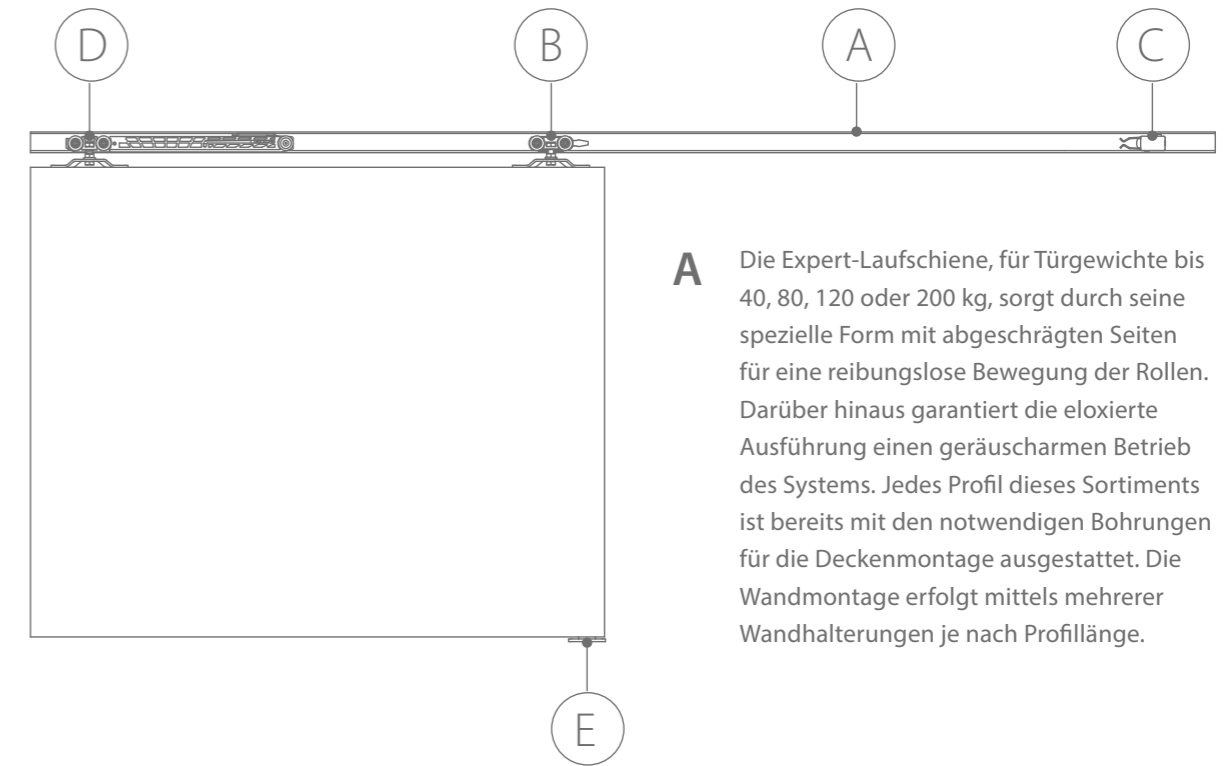 D
B
A
C
A
Die Expert-Laufschiene, für Türgewichte bis
40, 80, 120 oder 200 kg, sorgt durch seine
spezielle Form mit abgeschrägten Seiten
für eine reibungslose Bewegung der Rollen.
Darüber hinaus garantiert die eloxierte
Ausführung einen geräuscharmen Betrieb
des Systems. Jedes Profil dieses Sortiments
ist bereits mit den notwendigen Bohrungen
für die Deckenmontage ausgestattet. Die
Wandmontage erfolgt mittels mehrerer
Wandhalterungen je nach Profillänge.
E